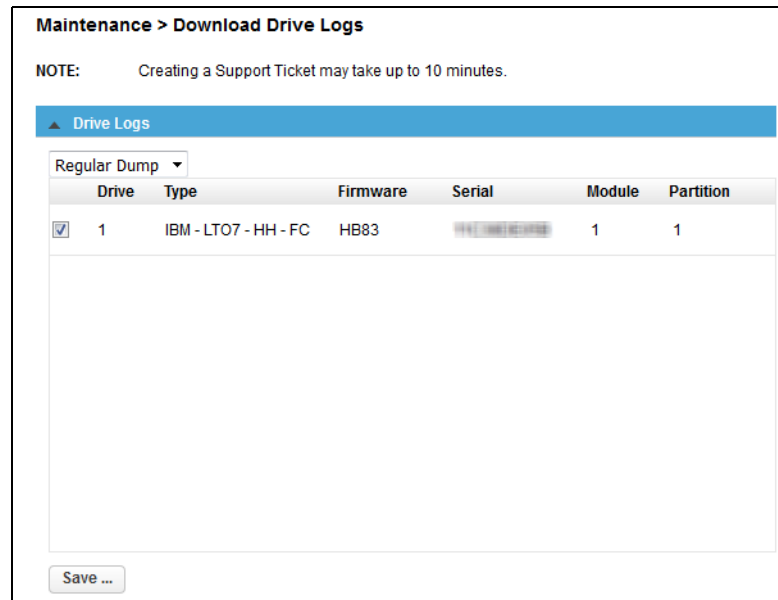 Maintenance > Download Drive Logs
NOTE: Creating a Support Ticket may take up to 10 minutes.
Drive Logs
Regular Dump
Drive Type Firmware Serial Module Partition
1 IBM - LTO7 - HH - FC HB83 1 1
Save ...